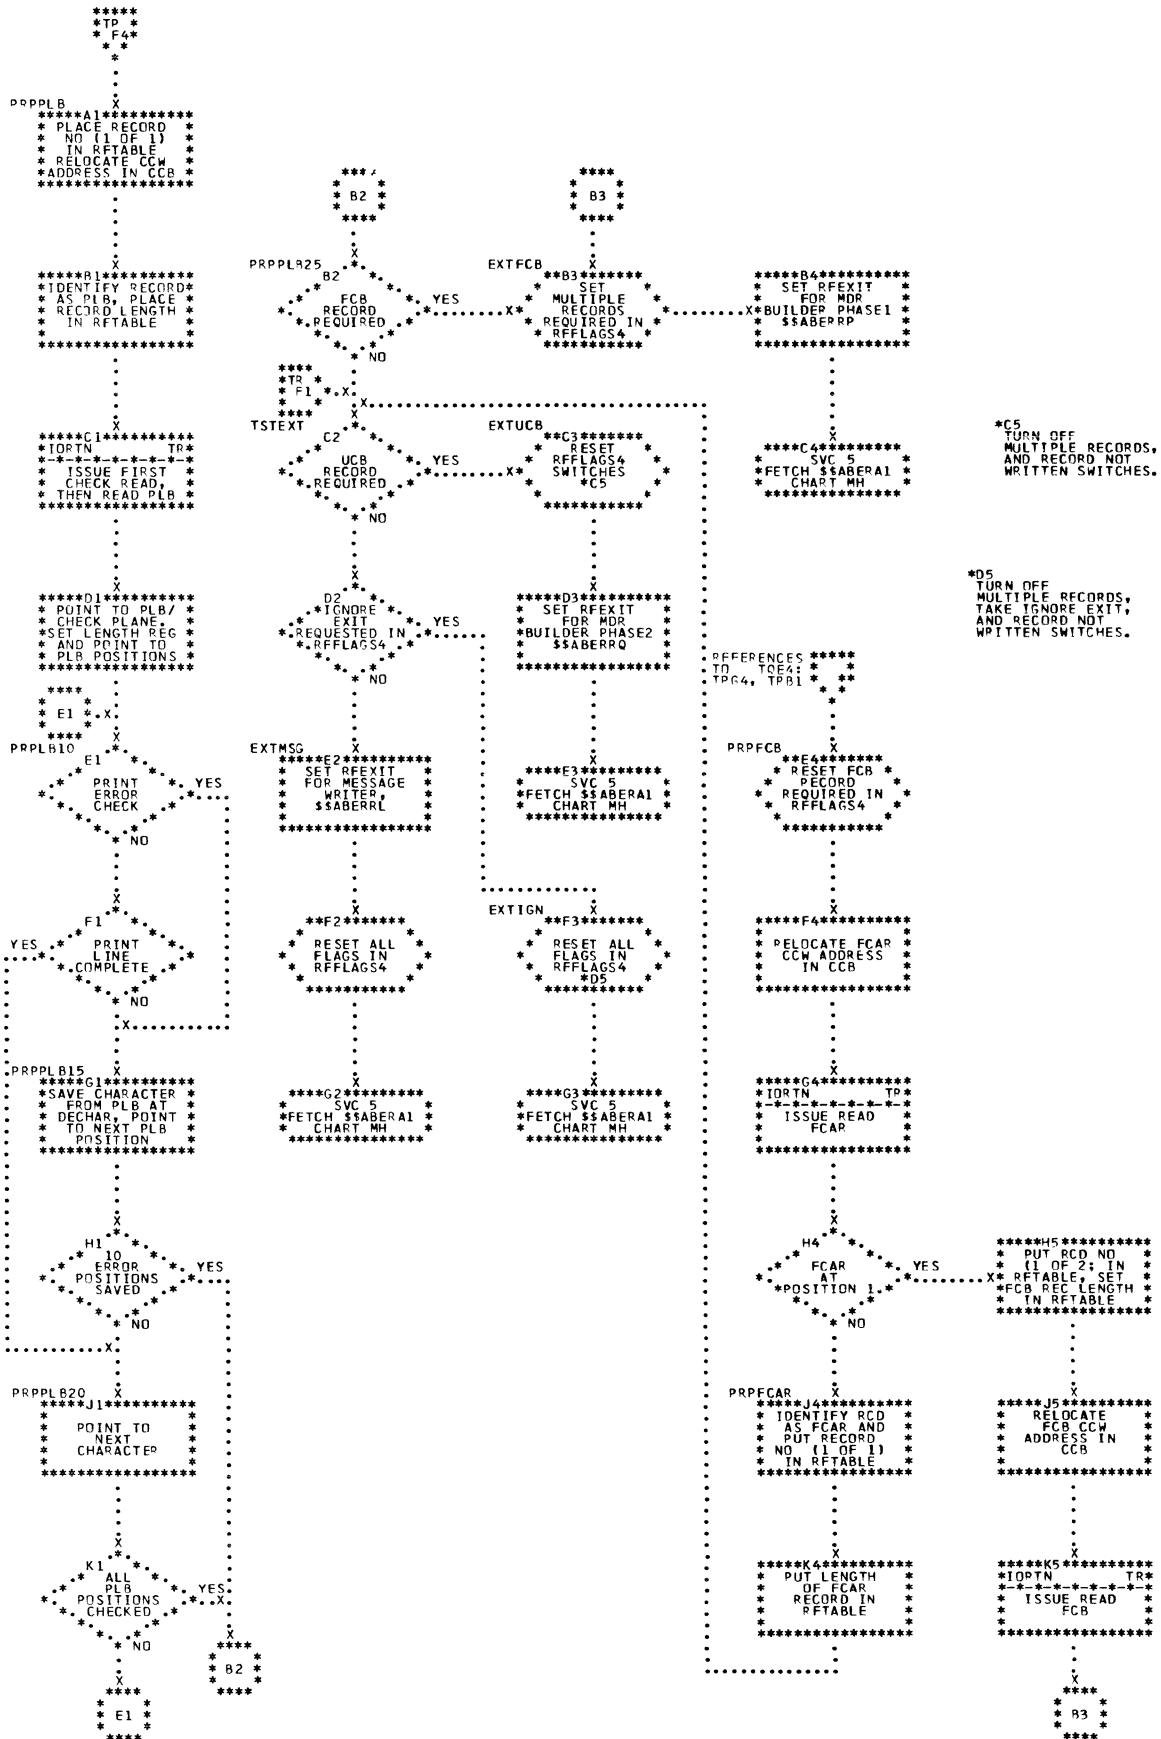 TP
F4
PRPPLB
A1
PLACE RECORD
NO (1 OF 1)
IN RFTABLE
RELOCATE CCW
ADDRESS IN CCB
B1
IDENTIFY RECORD
AS PLB, PLACE
RECORD LENGTH
IN RFTABLE
C1
IORTN TR
ISSUE FIRST
CHECK READ,
THEN READ PLB
D1
POINT TO PLB/
CHECK PLANE.
SET LENGTH REG
AND POINT TO
PLB POSITIONS
E1
PRPLB10
E1
PRINT
ERROR
CHECK
YES
NO
F1
PRINT
LINE
COMPLETE
YES
NO
PRPPLB15
G1
SAVE CHARACTER
FROM PLB AT
DECHAR, POINT
TO NEXT PLB
POSITION
H1
10
ERROR
POSITIONS
SAVED
YES
NO
PRPPLB20
J1
POINT TO
NEXT
CHARACTER
K1
ALL
PLB
POSITIONS
CHECKED
YES
NO
E1
B2
B2
PRPPLB25
B2
FCB
RECORD
REQUIRED
YES
NO
TR
F1
TSTEXT
C2
UCB
RECORD
REQUIRED
YES
NO
D2
IGNORE
EXIT
REQUESTED IN
RFFLAGS4
YES
NO
EXTMSG
E2
SET RFEXIT
FOR MESSAGE
WRITER,
$$ABERRL
F2
RESET ALL
FLAGS IN
RFFLAGS4
G2
SVC 5
FETCH $$ABERA1
CHART MH
B3
EXTFCB
B3
SET
MULTIPLE
RECORDS
REQUIRED IN
RFFLAGS4
EXTUCB
C3
RESET
RFFLAGS4
SWITCHES
*C5
D3
SET RFEXIT
FOR MDR
BUILDER PHASE2
$$ABERRQ
E3
SVC 5
FETCH $$ABERA1
CHART MH
EXTIGN
F3
RESET ALL
FLAGS IN
RFFLAGS4
*D5
G3
SVC 5
FETCH $$ABERA1
CHART MH
B4
SET RFEXIT
FOR MDR
BUILDER PHASE1
$$ABERRP
C4
SVC 5
FETCH $$ABERA1
CHART MH
REFERENCES
TO TQE4:
TPG4, TPB1
PRPFCB
E4
RESET FCB
RECORD
REQUIRED IN
RFFLAGS4
F4
RELOCATE FCAR
CCW ADDRESS
IN CCB
G4
IORTN TR
ISSUE READ
FCAR
H4
FCAR
AT
POSITION 1
YES
NO
PRPFCAR
J4
IDENTIFY RCD
AS FCAR AND
PUT RECORD
NO (1 OF 1)
IN RFTABLE
K4
PUT LENGTH
OF FCAR
RECORD IN
RFTABLE
*C5
TURN OFF
MULTIPLE RECORDS,
AND RECORD NOT
WRITTEN SWITCHES.
*D5
TURN OFF
MULTIPLE RECORDS,
TAKE IGNORE EXIT,
AND RECORD NOT
WRITTEN SWITCHES.
H5
PUT RCD NO
(1 OF 2; IN
RFTABLE, SET
FCB REC LENGTH
IN RFTABLE
J5
RELOCATE
FCB CCW
ADDRESS IN
CCB
K5
IORTN TR
ISSUE READ
FCB
B3